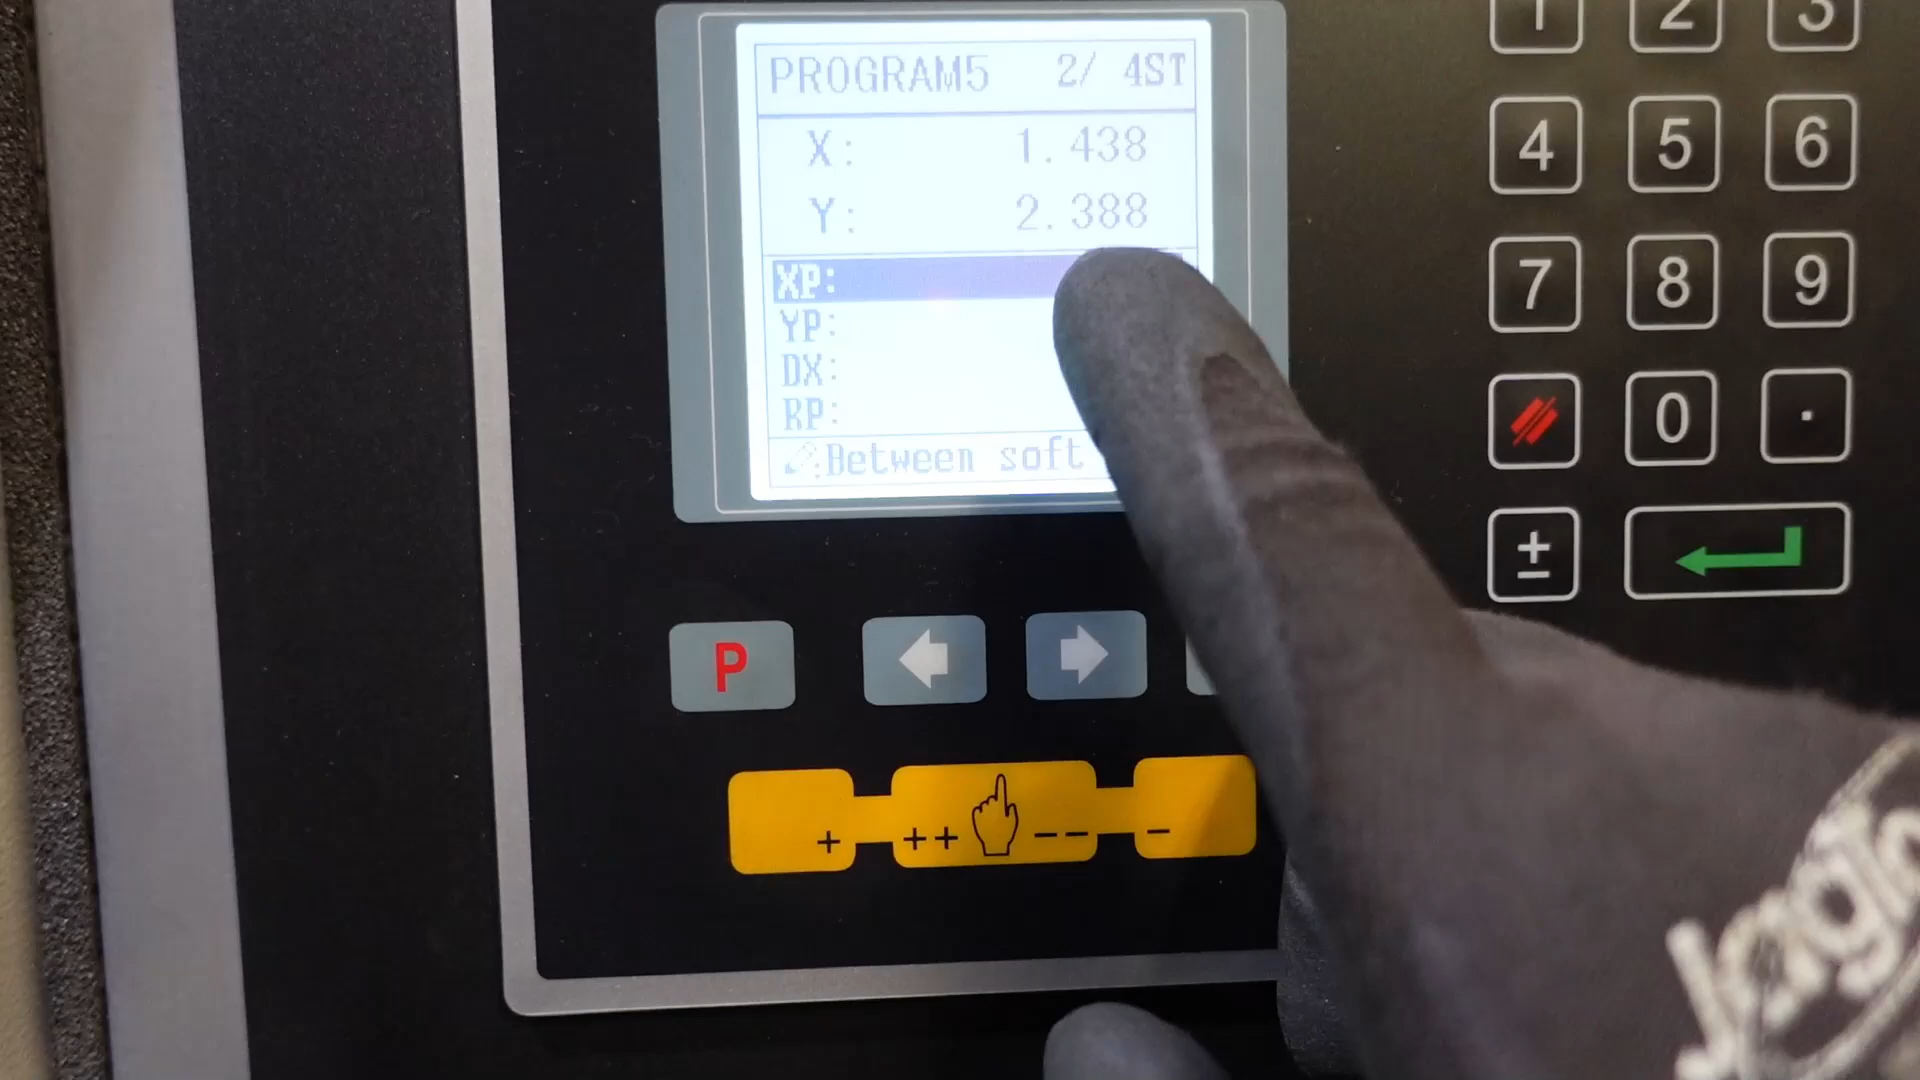 PROGRAM5 2/ 4ST
X: 1.438
Y: 2.388
XP:
YP:
DX:
RP:
Between soft
1 2 3
4 5 6
7 8 9
0 .
±
P
+ ++ -- -